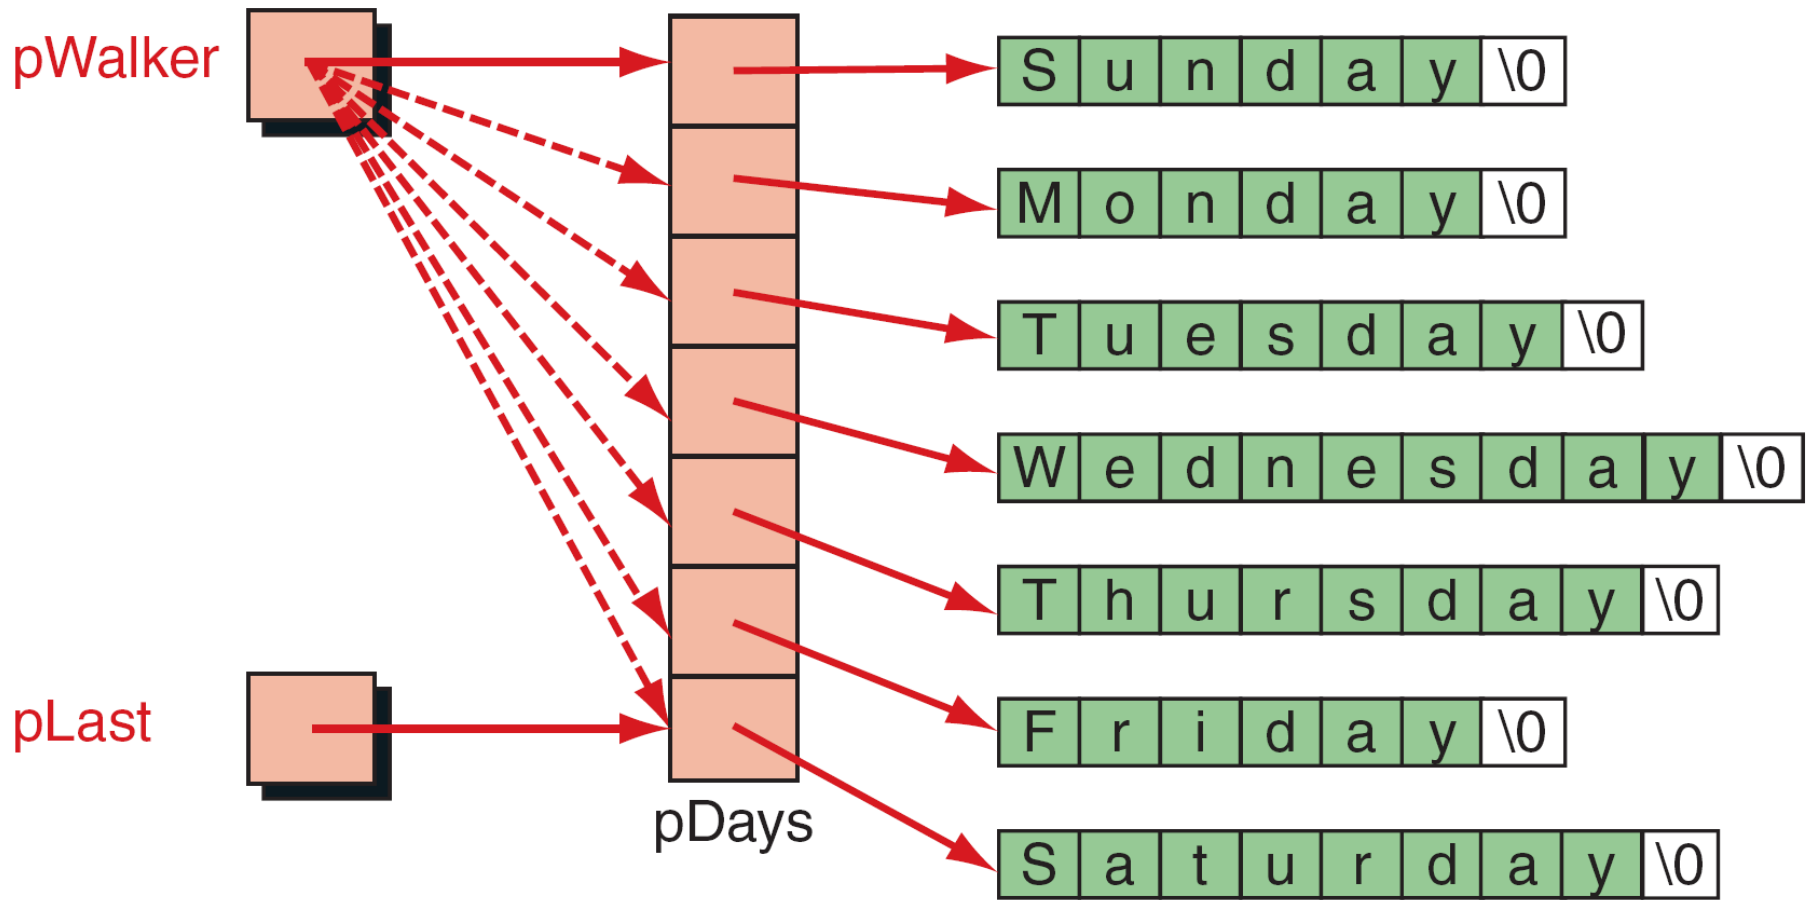 pWalker
S u n d a y \0
M o n d a y \0
T u e s d a y \0
W e d n e s d a y \0
T h u r s d a y \0
pLast
F r i d a y \0
pDays
S a t u r d a y \0